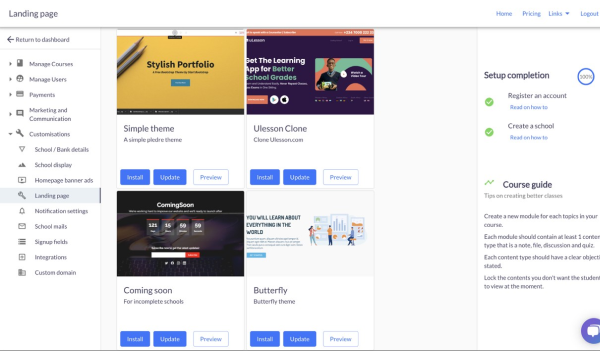 Landing page
Home
Pricing
Links
Logout
Return to dashboard
Manage Courses
Manage Users
Payments
Marketing and
Communication
Customisations
School / Bank details
School display
Homepage banner ads
Landing page
Notification settings
School mails
Signup fields
Integrations
Custom domain
Stylish Portfolio
Simple theme
A simple pledre theme
Install
Update
Preview
uLesson
Get The Learning
App for Better
School Grades
Ulesson Clone
Clone Ulesson.com
Install
Update
Preview
ComingSoon
121
15
59
59
Coming soon
For incomplete schools
Install
Update
Preview
YOU WILL LEARN ABOUT
EVERYTHING IN THE
WORLD
Butterfly
Butterfly theme
Install
Update
Preview
Setup completion
100%
Register an account
Read on how to
Create a school
Read on how to
Course guide
Tips on creating better classes
Create a new module for each topics in your
course.
Each module should contain at least 1 conten
type that is a note, file, discussion and quiz.
Each content type should have a clear objecti
stated.
Lock the contents you don't want the student
to view at the moment.